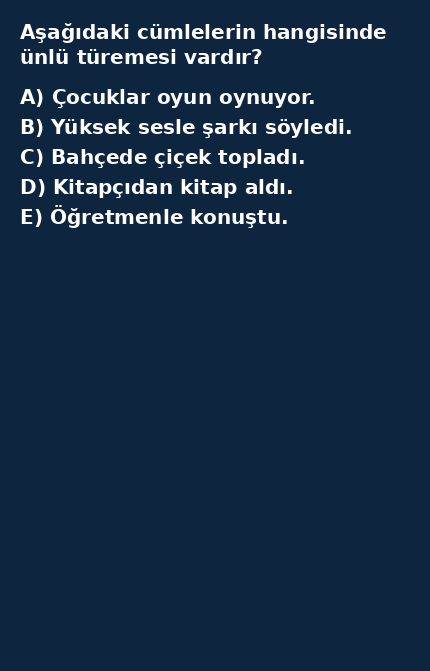 Aşağıdaki cümlelerin hangisinde
ünlü türemesi vardır?
A) Çocuklar oyun oynuyor.
B) Yüksek sesle şarkı söyledi.
C) Bahçede çiçek topladı.
D) Kitapçıdan kitap aldı.
E) Öğretmenle konuştu.